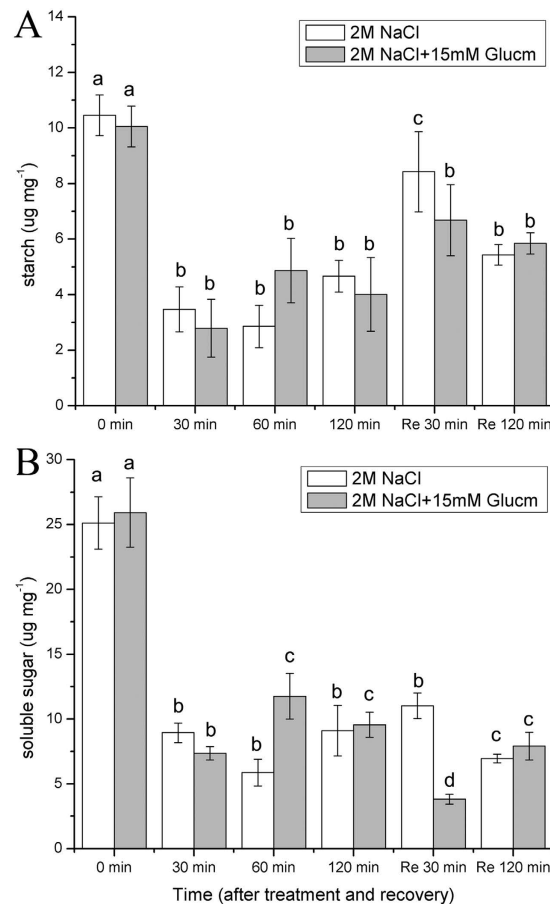 A
2M NaCl
2M NaCl+15mM Glucm
starch (ug mg⁻¹)
14
12
10
8
6
4
2
0
a
a
b
b
b
b
b
b
c
b
b
b
0 min
30 min
60 min
120 min
Re 30 min
Re 120 min
B
2M NaCl
2M NaCl+15mM Glucm
soluble sugar (ug mg⁻¹)
30
25
20
15
10
5
0
a
a
b
b
b
c
b
c
b
d
c
c
0 min
30 min
60 min
120 min
Re 30 min
Re 120 min
Time (after treatment and recovery)